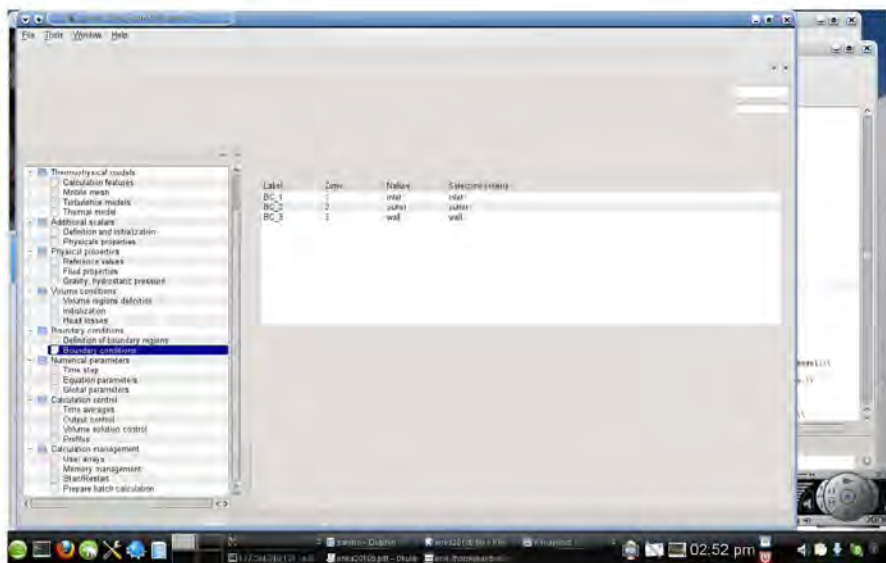 File Tools Window Help
Thermophysical models
Calculation features
Mobile mesh
Turbulence models
Thermal model
Additional scalars
Definition and initialization
Physicals properties
Physical properties
Reference values
Fluid properties
Gravity, hydrostatic pressure
Volume conditions
Volume regions definition
Initialization
Head losses
Boundary conditions
Definition of boundary regions
Boundary conditions
Numerical parameters
Time step
Equation parameters
Global parameters
Calculation control
Time averages
Output control
Volume solution control
Profiles
Calculation management
User arrays
Memory management
Start/Restart
Prepare batch calculation
Label Zone Nature Selection criteria
BC_1 1 inlet inlet
BC_2 2 outlet outlet
BC_3 3 wall wall
02:52 pm